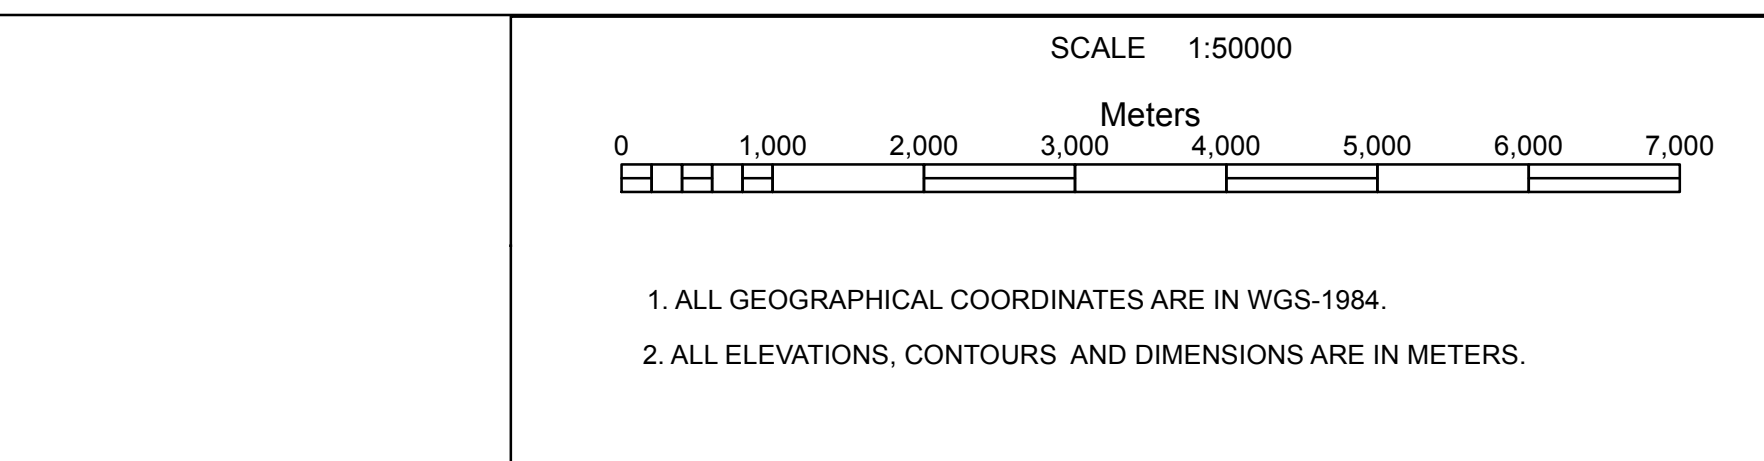 SCALE 1:50000
Meters
0 1,000 2,000 3,000 4,000 5,000 6,000 7,000
1. ALL GEOGRAPHICAL COORDINATES ARE IN WGS-1984.
2. ALL ELEVATIONS, CONTOURS AND DIMENSIONS ARE IN METERS.